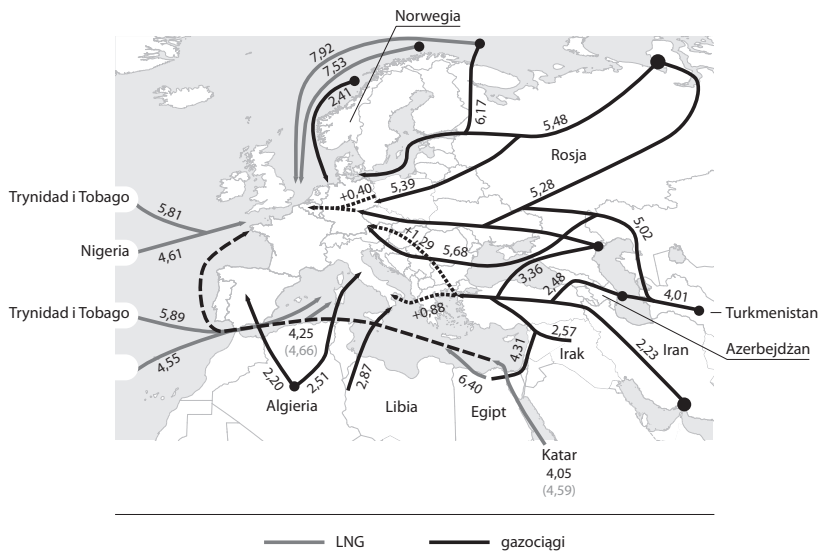 Norwegia
7,92
7,53
2,41
6,17
5,48
Rosja
5,39
+0,40
5,28
Trynidad i Tobago
5,81
Nigeria
4,61
+1,29
5,68
5,02
3,36
2,48
4,01
Turkmenistan
Trynidad i Tobago
5,89
4,55
4,25
(4,66)
+0,88
2,57
Irak
4,31
2,23
Iran
Azerbejdżan
2,20
2,51
2,87
6,40
Algieria
Libia
Egipt
Katar
4,05
(4,59)
LNG
gazociągi